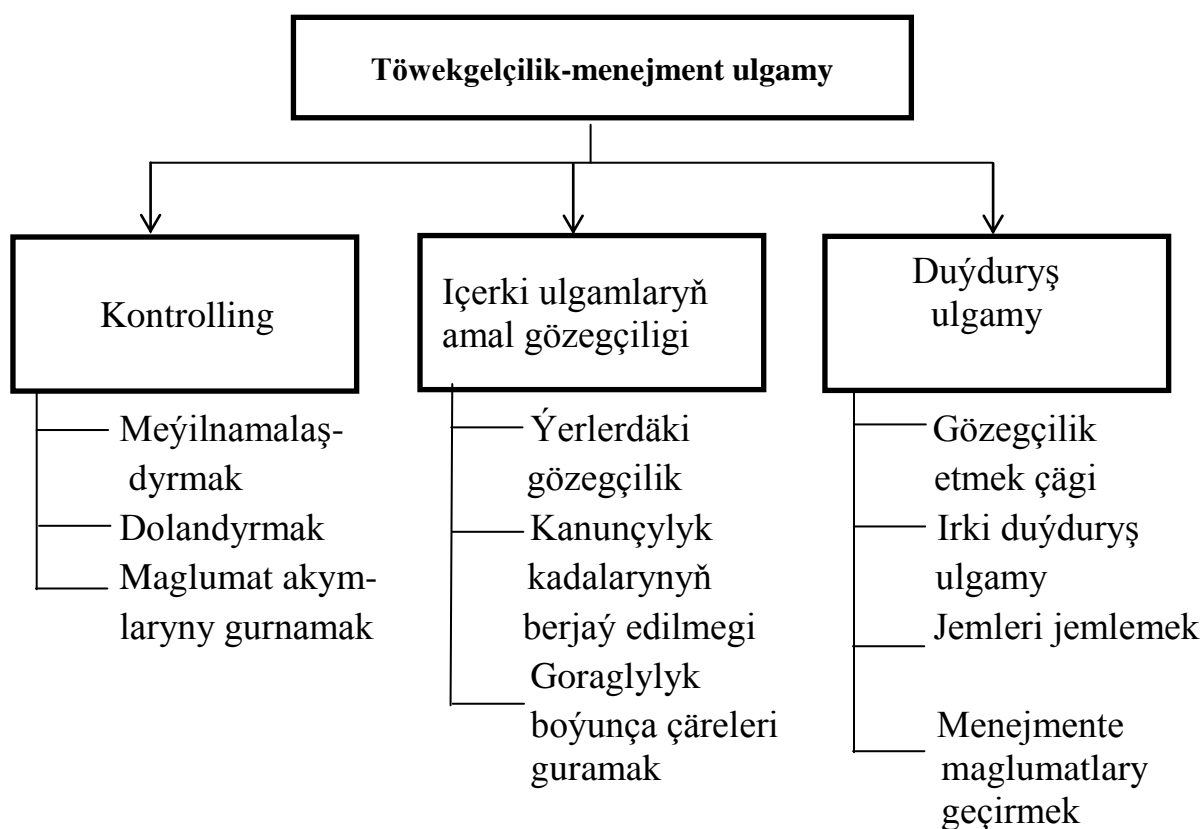 Töwekgelçilik-menejment ulgamy
Kontrolling
Meýilnamalaş-
dyrmak
Dolandyrmak
Maglumat akym-
laryny gurnamak
Içerki ulgamlaryň
amal gözegçiligi
Ýerlerdäki
gözegçilik
Kanunçylyk
kadalarynyň
berjaý edilmegi
Goraglylyk
boýunça çäreleri
guramak
Duýduryş
ulgamy
Gözegçilik
etmek çägi
Irki duýduryş
ulgamy
Jemleri jemlemek
Menejmente
maglumatlary
geçirmek